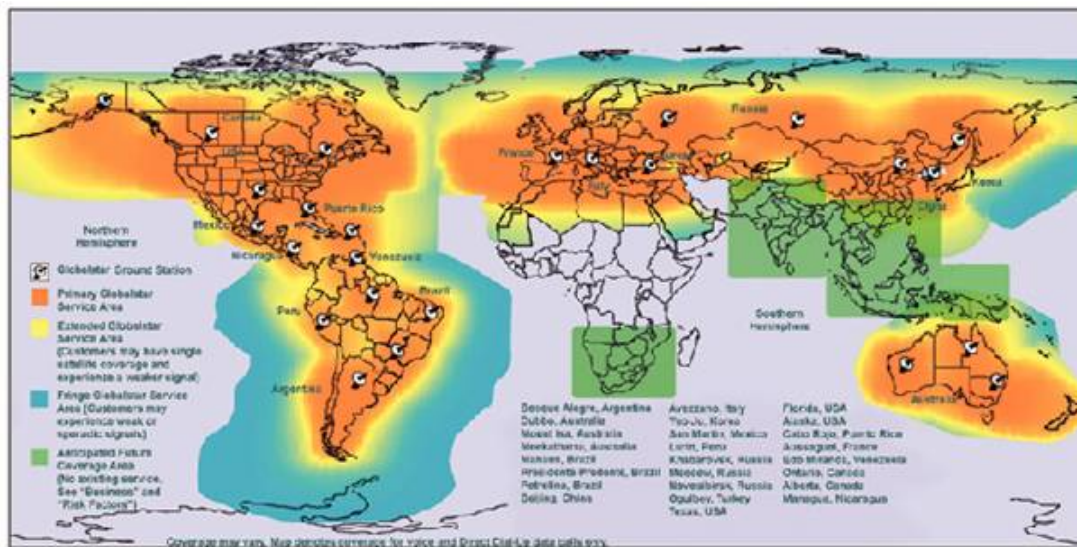 Canada
USA
Russia
France
Italy
Korea
China
Puerto Rico
Mexico
Northern
Hemisphere
Nicaragua
Venezuela
Globalstar Ground Station
Primary Globalstar
Service Area
Brazil
Peru
Extended Globalstar
Service Area
(Customers may have single
satellite coverage and
experience a weaker signal)
Southern
Hemisphere
Argentina
Australia
Fringe Globalstar Service
Area (Customers may
experience weak or
sporadic signals)
Anticipated Future
Coverage Area
(No existing service.
See "Business" and
"Risk Factors")
Bosque Alegre, Argentina
Dubbo, Australia
Mount Isa, Australia
Meekatharra, Australia
Manaus, Brazil
Presidente Prudente, Brazil
Petrolina, Brazil
Beijing, China
Avezzano, Italy
Yeo-Ju, Korea
San Martin, Mexico
Lurin, Peru
Khabarovsk, Russia
Moscow, Russia
Novosibirsk, Russia
Ogulbey, Turkey
Texas, USA
Florida, USA
Alaska, USA
Cabo Rojo, Puerto Rico
Aussaguel, France
Ontario, Canada
Alberta, Canada
Managua, Nicaragua
Coverage may vary. Map denotes coverage for voice and Direct Dial-Up data calls only.